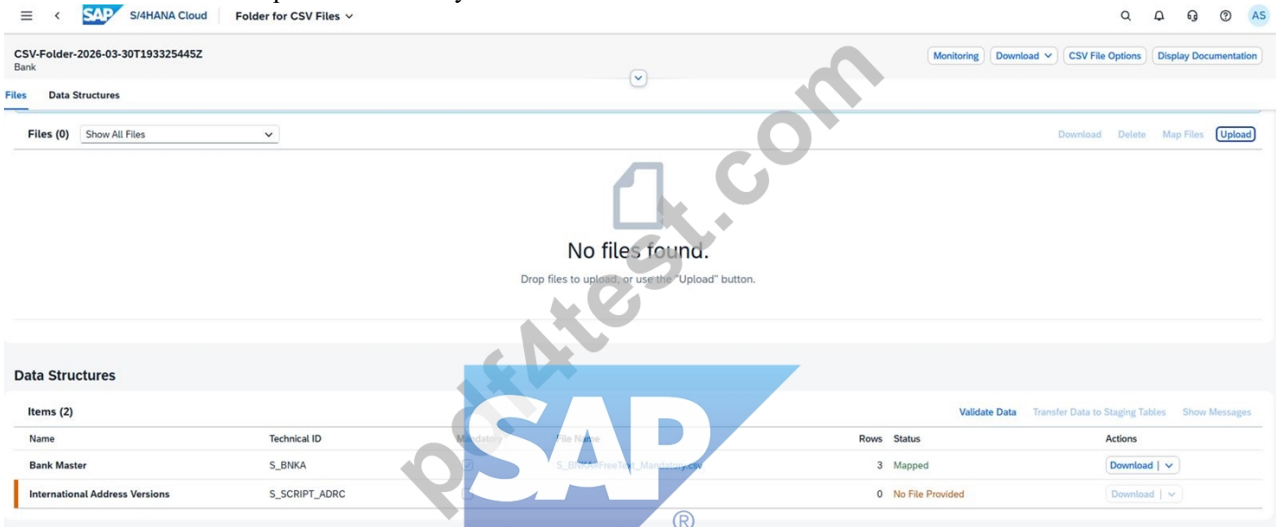 SAP S/4HANA Cloud Folder for CSV Files AS
CSV-Folder-2026-03-30T193325445Z
Bank
Monitoring Download CSV File Options Display Documentation
Files Data Structures
Files (0) Show All Files Download Delete Map Files Upload
No files found.
Drop files to upload, or use the "Upload" button.
Data Structures
Items (2) Validate Data Transfer Data to Staging Tables Show Messages
Name Technical ID Mandatory File Name Rows Status Actions
Bank Master S_BNKA 3 Mapped Download
International Address Versions S_SCRIPT_ADRC 0 No File Provided Download
pdf4test.com
SAP ®